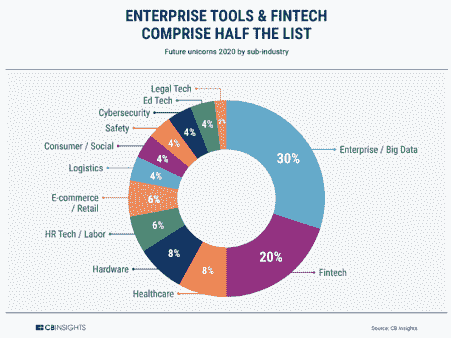 ENTERPRISE TOOLS & FINTECH
COMPRISE HALF THE LIST
Future unicorns 2020 by sub-industry
Legal Tech
Ed Tech
Cybersecurity
Safety
Consumer / Social
Logistics
E-commerce
/ Retail
HR Tech / Labor
Hardware
Healthcare
Fintech
Enterprise / Big Data
30%
20%
8%
8%
6%
6%
4%
4%
4%
4%
4%
CBINSIGHTS
Source: CB Insights